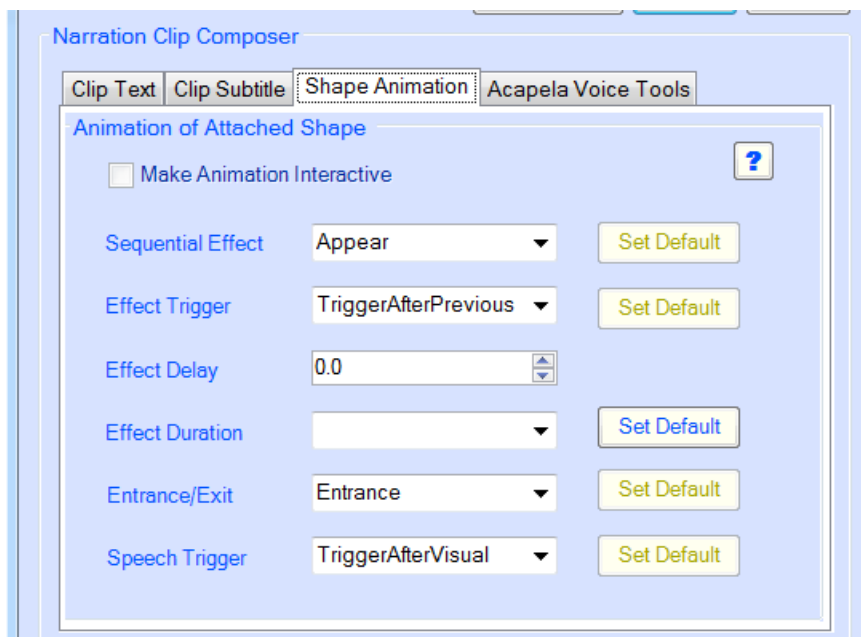 Narration Clip Composer
Clip Text Clip Subtitle Shape Animation Acapela Voice Tools
Animation of Attached Shape
Make Animation Interactive ?
Sequential Effect Appear Set Default
Effect Trigger TriggerAfterPrevious Set Default
Effect Delay 0.0
Effect Duration Set Default
Entrance/Exit Entrance Set Default
Speech Trigger TriggerAfterVisual Set Default